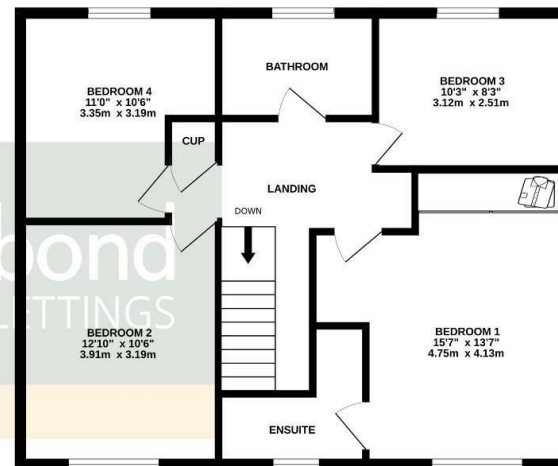 BEDROOM 4
11'0" x 10'6"
3.35m x 3.19m
BATHROOM
BEDROOM 3
10'3" x 8'3"
3.12m x 2.51m
CUP
LANDING
DOWN
bond
LETTINGS
BEDROOM 2
12'10" x 10'6"
3.91m x 3.19m
BEDROOM 1
15'7" x 13'7"
4.75m x 4.13m
ENSUITE